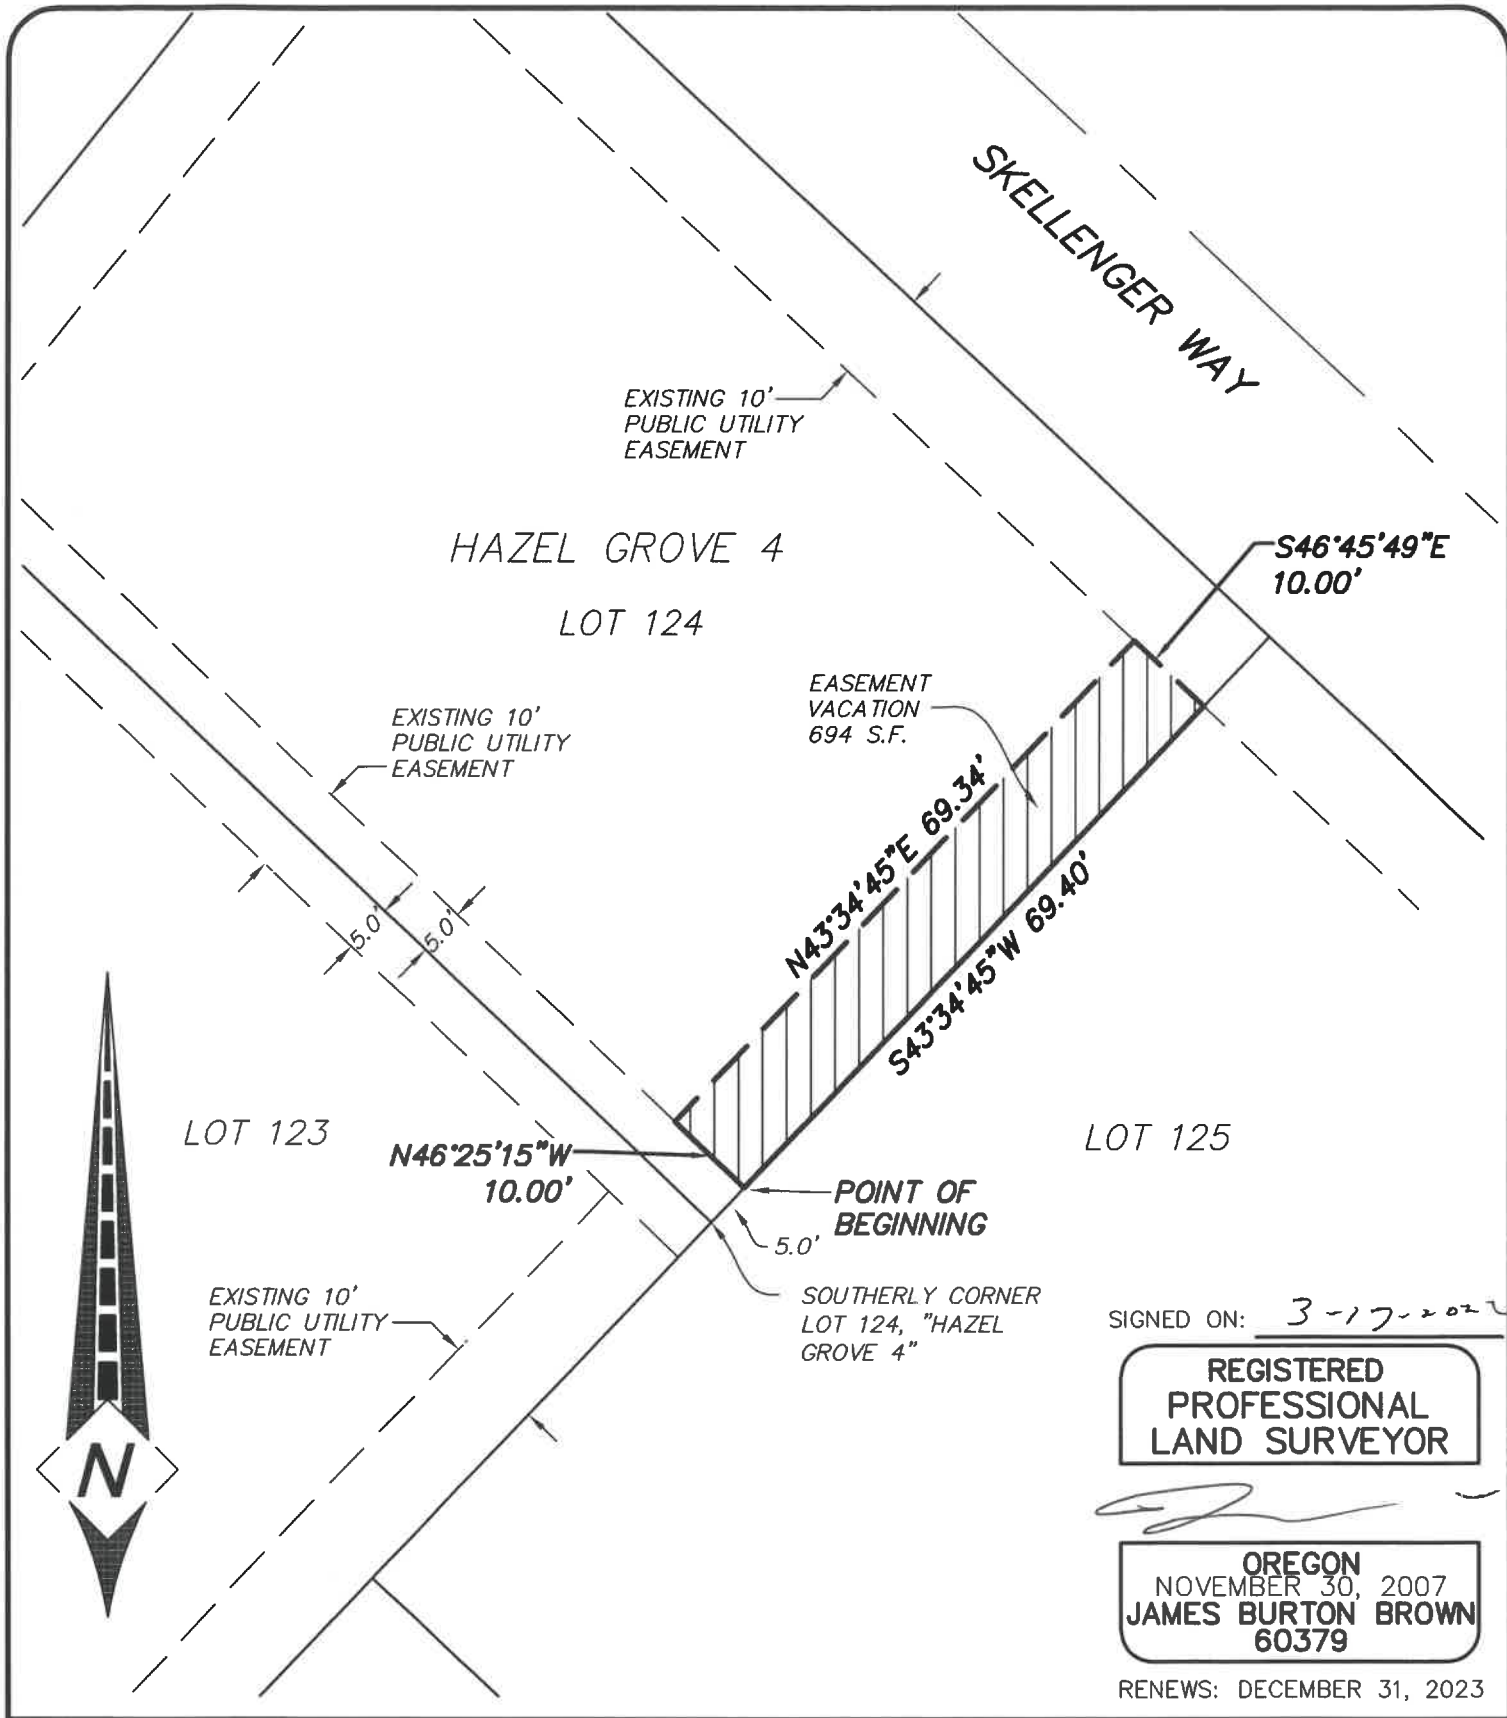 SKELLENGER WAY
EXISTING 10'
PUBLIC UTILITY
EASEMENT
HAZEL GROVE 4
LOT 124
S46°45'49"E
10.00'
EASEMENT
VACATION
694 S.F.
EXISTING 10'
PUBLIC UTILITY
EASEMENT
N43°34'45"E 69.34'
S43°34'45"W 69.40'
5.0'
5.0'
LOT 123
N46°25'15"W
10.00'
LOT 125
POINT OF
BEGINNING
5.0'
SOUTHERLY CORNER
LOT 124, "HAZEL
GROVE 4"
EXISTING 10'
PUBLIC UTILITY
EASEMENT
N
SIGNED ON: 3-17-2022
REGISTERED
PROFESSIONAL
LAND SURVEYOR
OREGON
NOVEMBER 30, 2007
JAMES BURTON BROWN
60379
RENEWS: DECEMBER 31, 2023